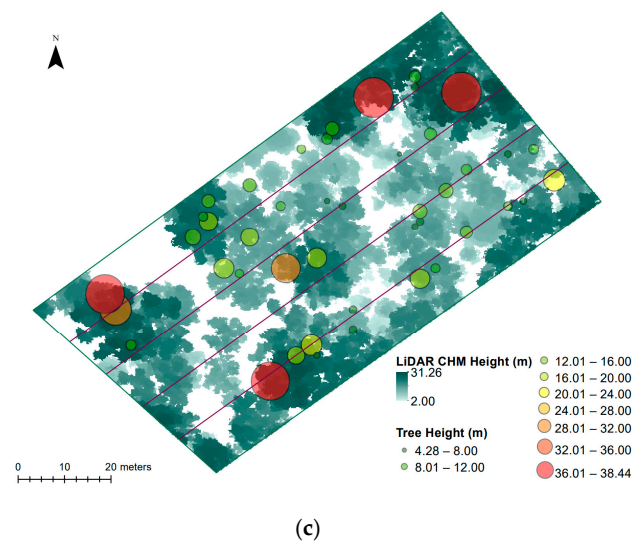 N
LiDAR CHM Height (m)
31.26
2.00
Tree Height (m)
4.28 – 8.00
8.01 – 12.00
12.01 – 16.00
16.01 – 20.00
20.01 – 24.00
24.01 – 28.00
28.01 – 32.00
32.01 – 36.00
36.01 – 38.44
0 10 20 meters
(c)